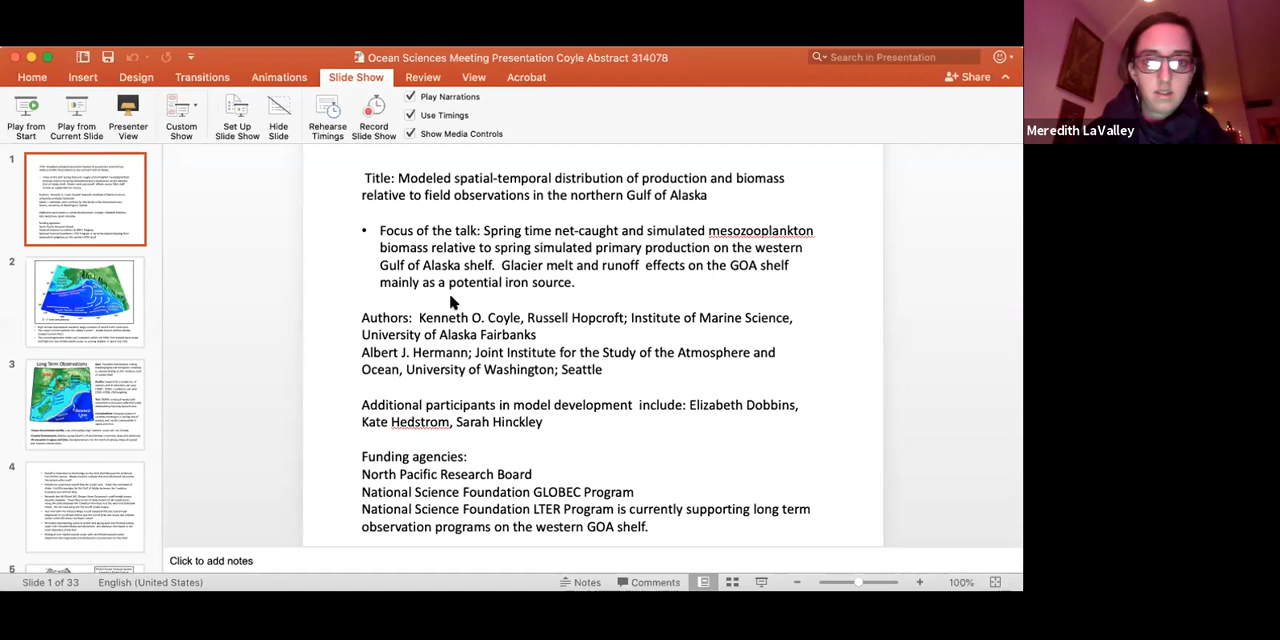 Ocean Sciences Meeting Presentation Coyle Abstract 314078
Search in Presentation
Home Insert Design Transitions Animations Slide Show Review View Acrobat
Share
Play from Start
Play from Current Slide
Presenter View
Custom Show
Set Up Slide Show
Hide Slide
Rehearse Timings
Record Slide Show
Play Narrations
Use Timings
Show Media Controls
Meredith LaValley
1
2
3
Long Term Observations
4
5
Title: Modeled spatial-temporal distribution of production and biomass
relative to field observations in the northern Gulf of Alaska
• Focus of the talk: Spring time net-caught and simulated mesozooplankton
biomass relative to spring simulated primary production on the western
Gulf of Alaska shelf. Glacier melt and runoff effects on the GOA shelf
mainly as a potential iron source.
Authors: Kenneth O. Coyle, Russell Hopcroft; Institute of Marine Science,
University of Alaska Fairbanks
Albert J. Hermann; Joint Institute for the Study of the Atmosphere and
Ocean, University of Washington; Seattle
Additional participants in model development include: Elizabeth Dobbins,
Kate Hedstrom, Sarah Hinckley
Funding agencies:
North Pacific Research Board
National Science Foundation GLOBEC Program
National Science Foundation LTER Program is currently supporting long term
observation programs on the western GOA shelf.
Click to add notes
Slide 1 of 33 English (United States)
Notes Comments 100%